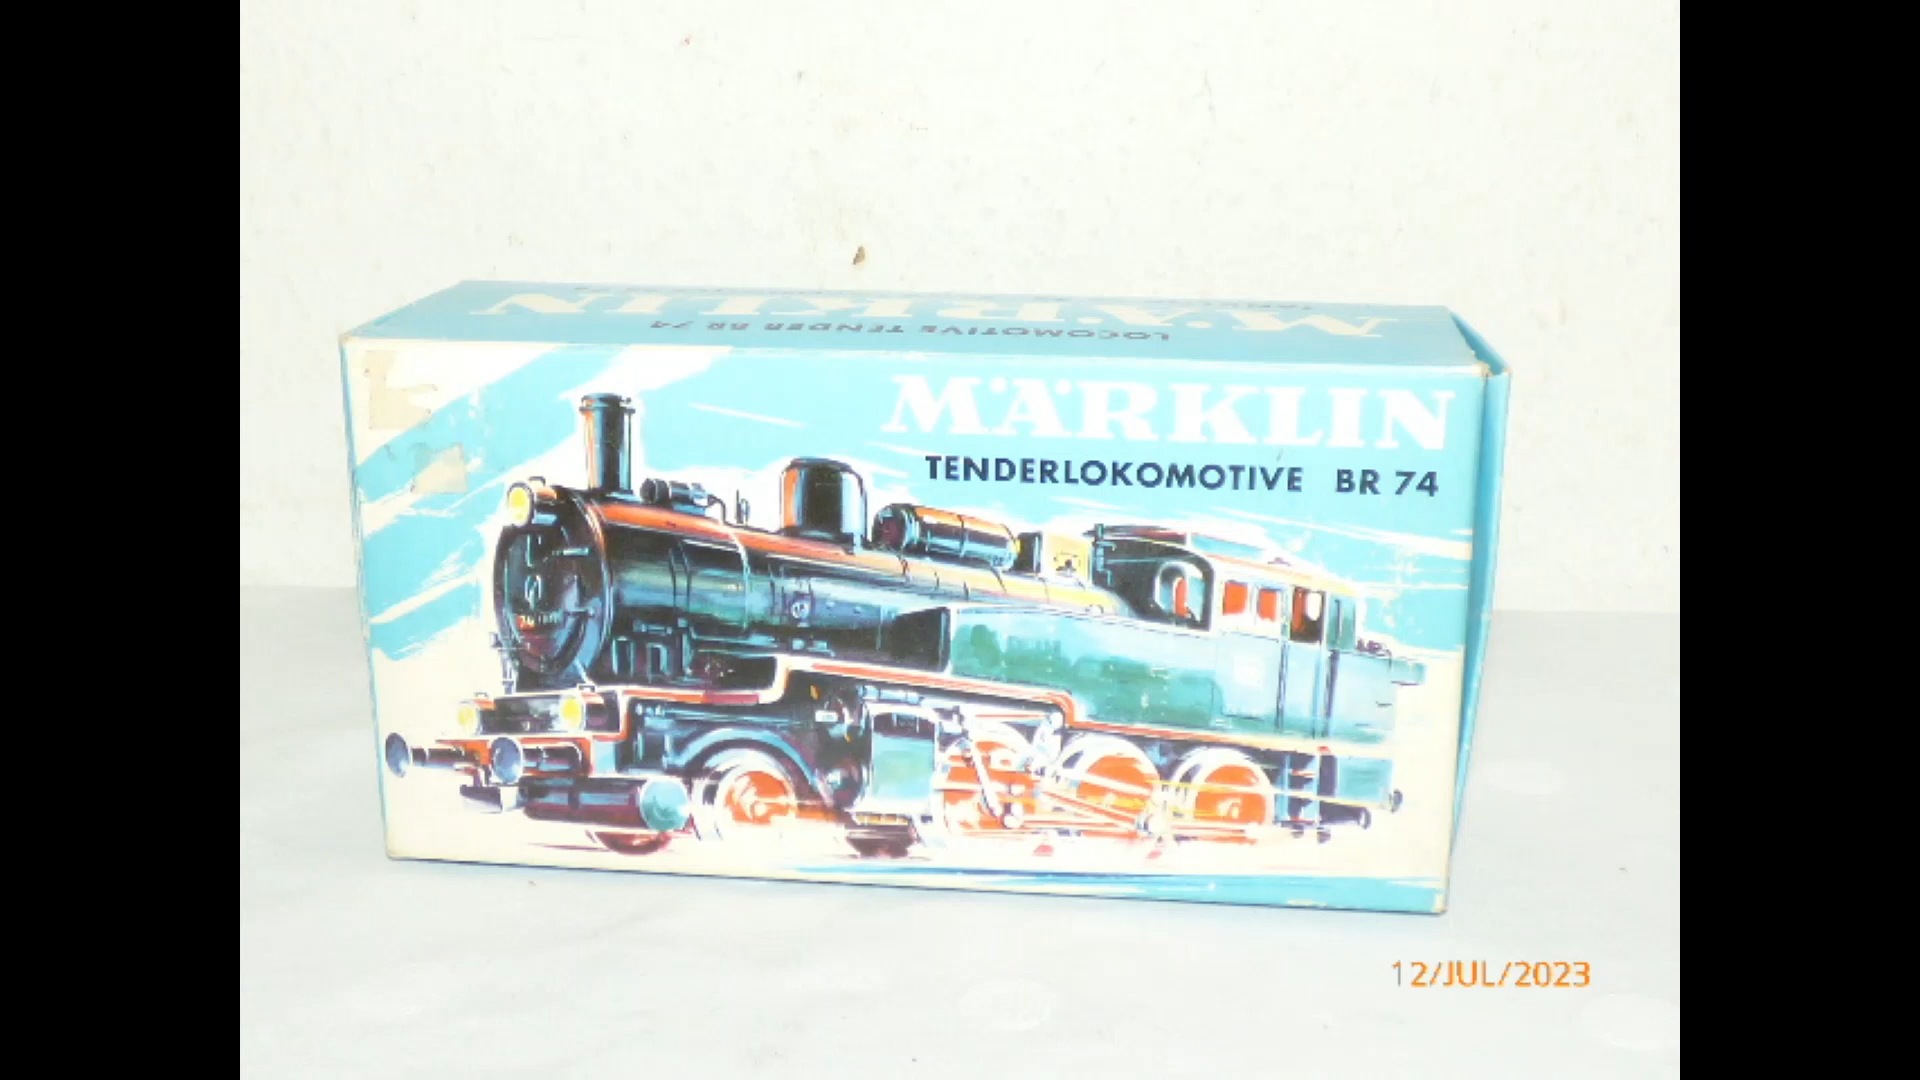 MÄRKLIN
LOCOMOTIVE TENDER BR 74
MÄRKLIN
TENDERLOKOMOTIVE BR 74
12/JUL/2023